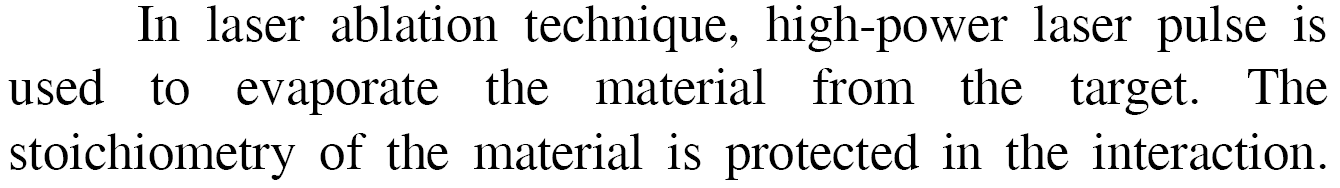 In laser ablation technique, high-power laser pulse is
used to evaporate the material from the target. The
stoichiometry of the material is protected in the interaction.